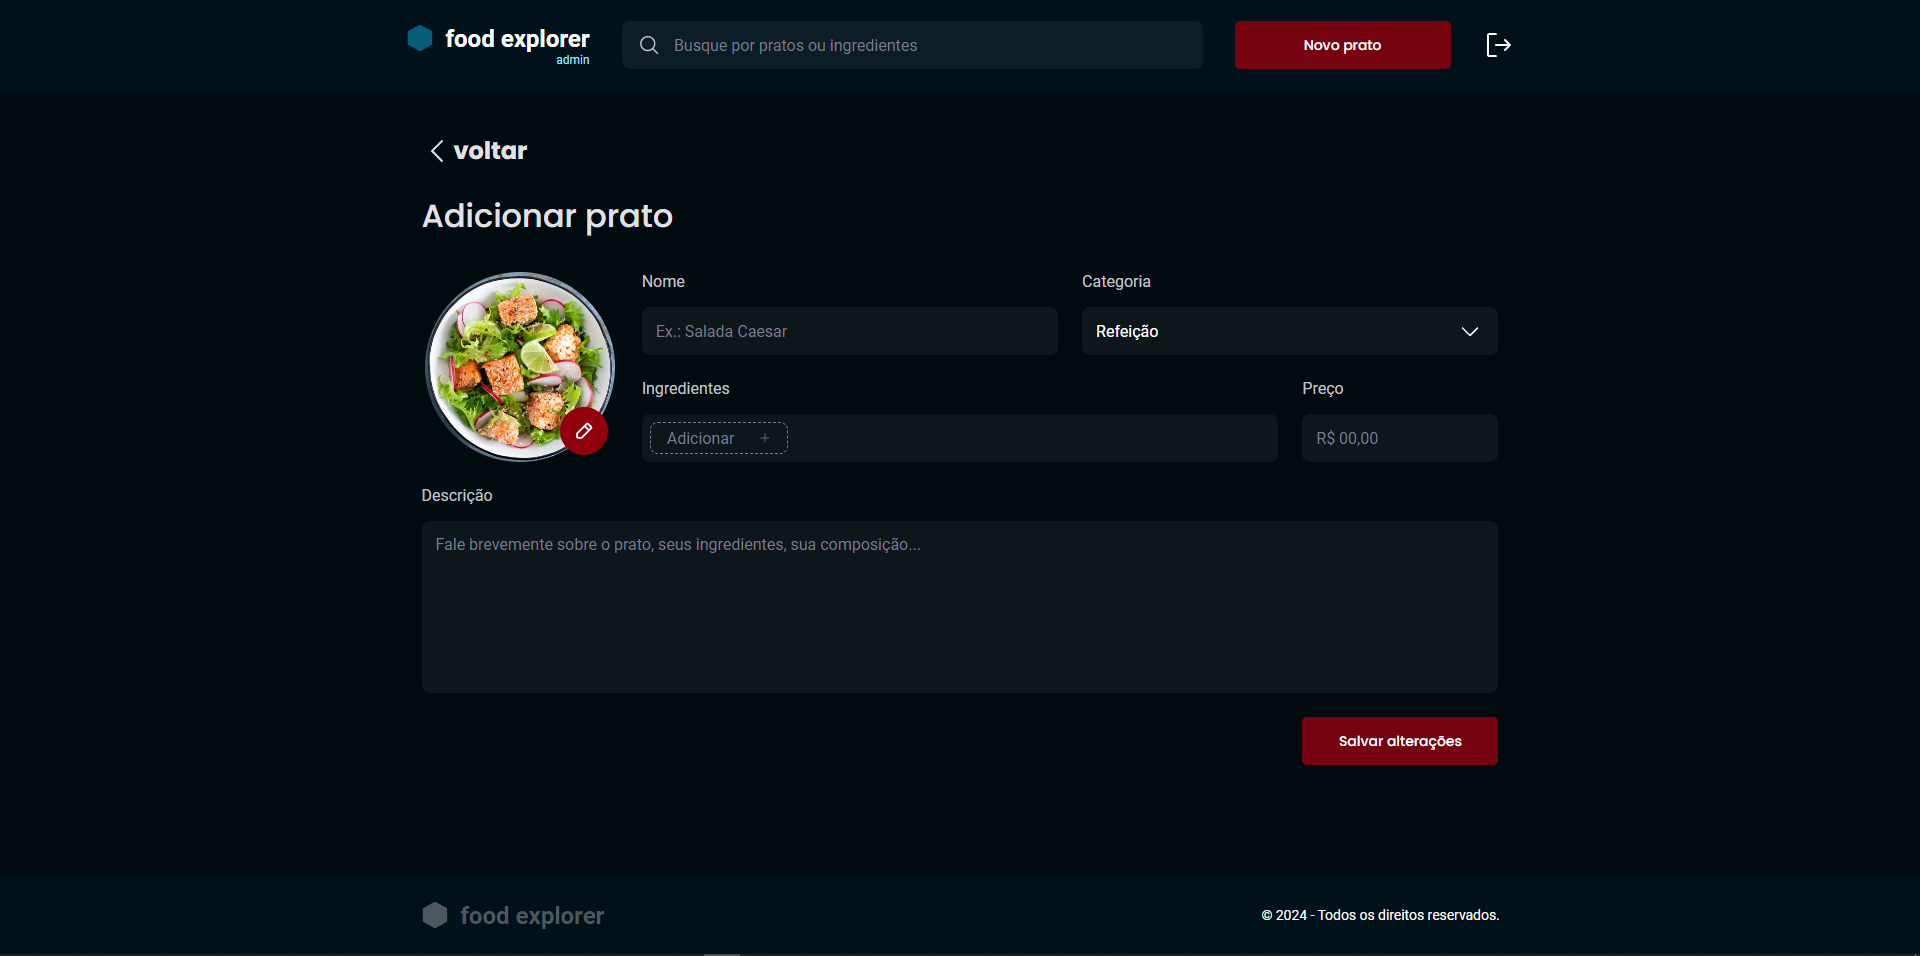 food explorer
admin
Busque por pratos ou ingredientes
Novo prato
voltar
Adicionar prato
Nome
Categoria
Ex.: Salada Caesar
Refeição
Ingredientes
Preço
Adicionar +
R$ 00,00
Descrição
Fale brevemente sobre o prato, seus ingredientes, sua composição...
Salvar alterações
food explorer
© 2024 - Todos os direitos reservados.